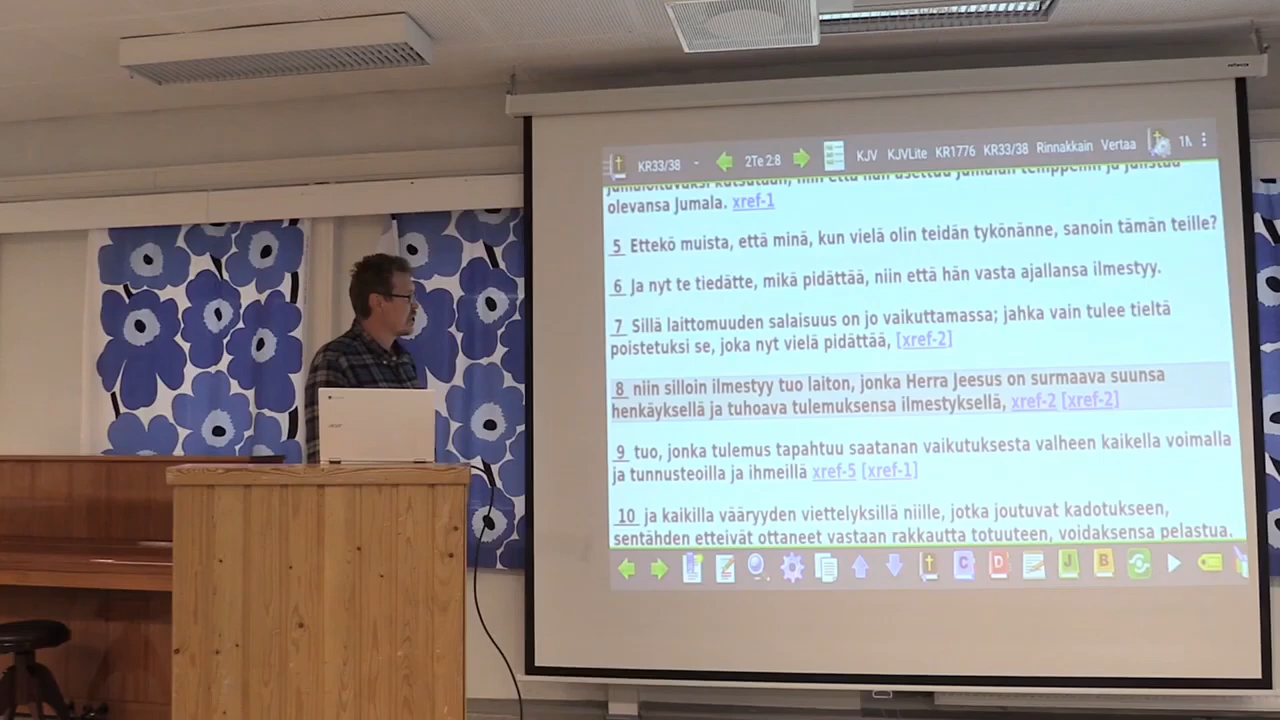 KR33/38 - 2Te 2:8 KJV KJVLite KR1776 KR33/38 Rinnakkain Vertaa
olevansa Jumala. xref-1
5 Ettekö muista, että minä, kun vielä olin teidän tykönänne, sanoin tämän teille?
6 Ja nyt te tiedätte, mikä pidättää, niin että hän vasta ajallansa ilmestyy.
7 Sillä laittomuuden salaisuus on jo vaikuttamassa; jahka vain tulee tieltä
poistetuksi se, joka nyt vielä pidättää, [xref-2]
8 niin silloin ilmestyy tuo laiton, jonka Herra Jeesus on surmaava suunsa
henkäyksellä ja tuhoava tulemuksensa ilmestyksellä, xref-2 [xref-2]
9 tuo, jonka tulemus tapahtuu saatanan vaikutuksesta valheen kaikella voimalla
ja tunnusteoilla ja ihmeillä xref-5 [xref-1]
10 ja kaikilla vääryyden viettelyksillä niille, jotka joutuvat kadotukseen,
sentähden etteivät ottaneet vastaan rakkautta totuuteen, voidaksensa pelastua.
C D J B
acer